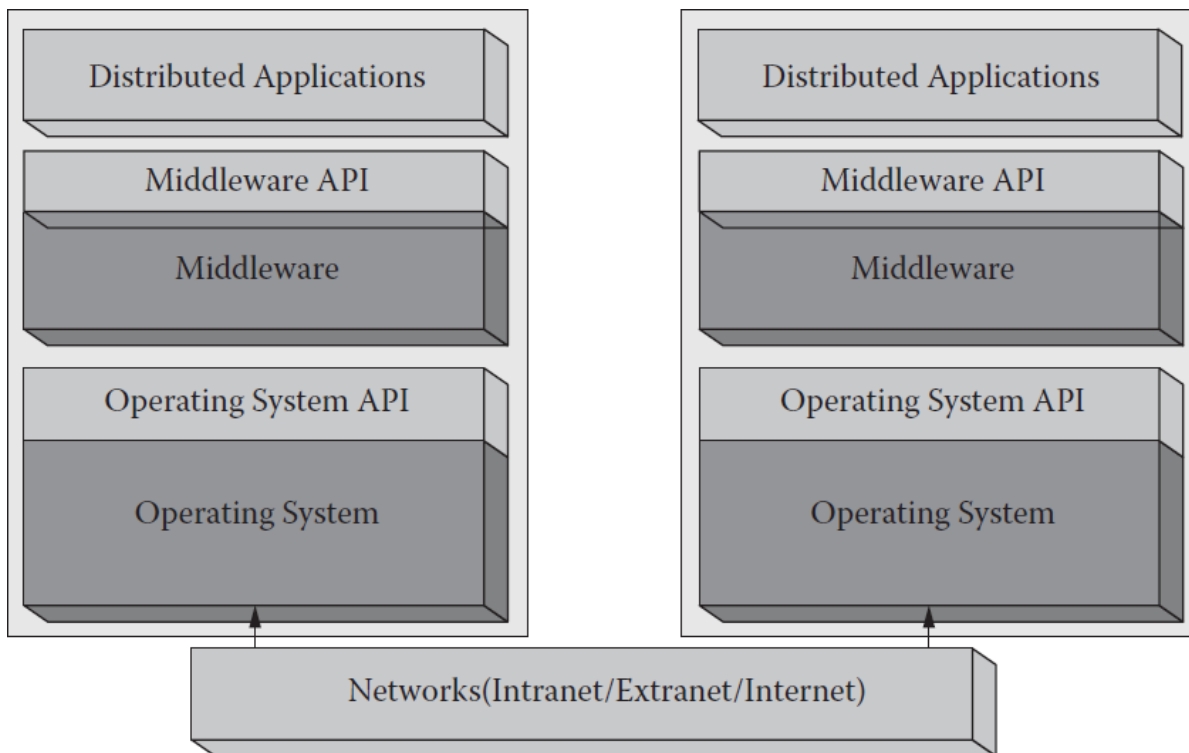 Distributed Applications
Middleware API
Middleware
Operating System API
Operating System
Distributed Applications
Middleware API
Middleware
Operating System API
Operating System
Networks(Intranet/Extranet/Internet)